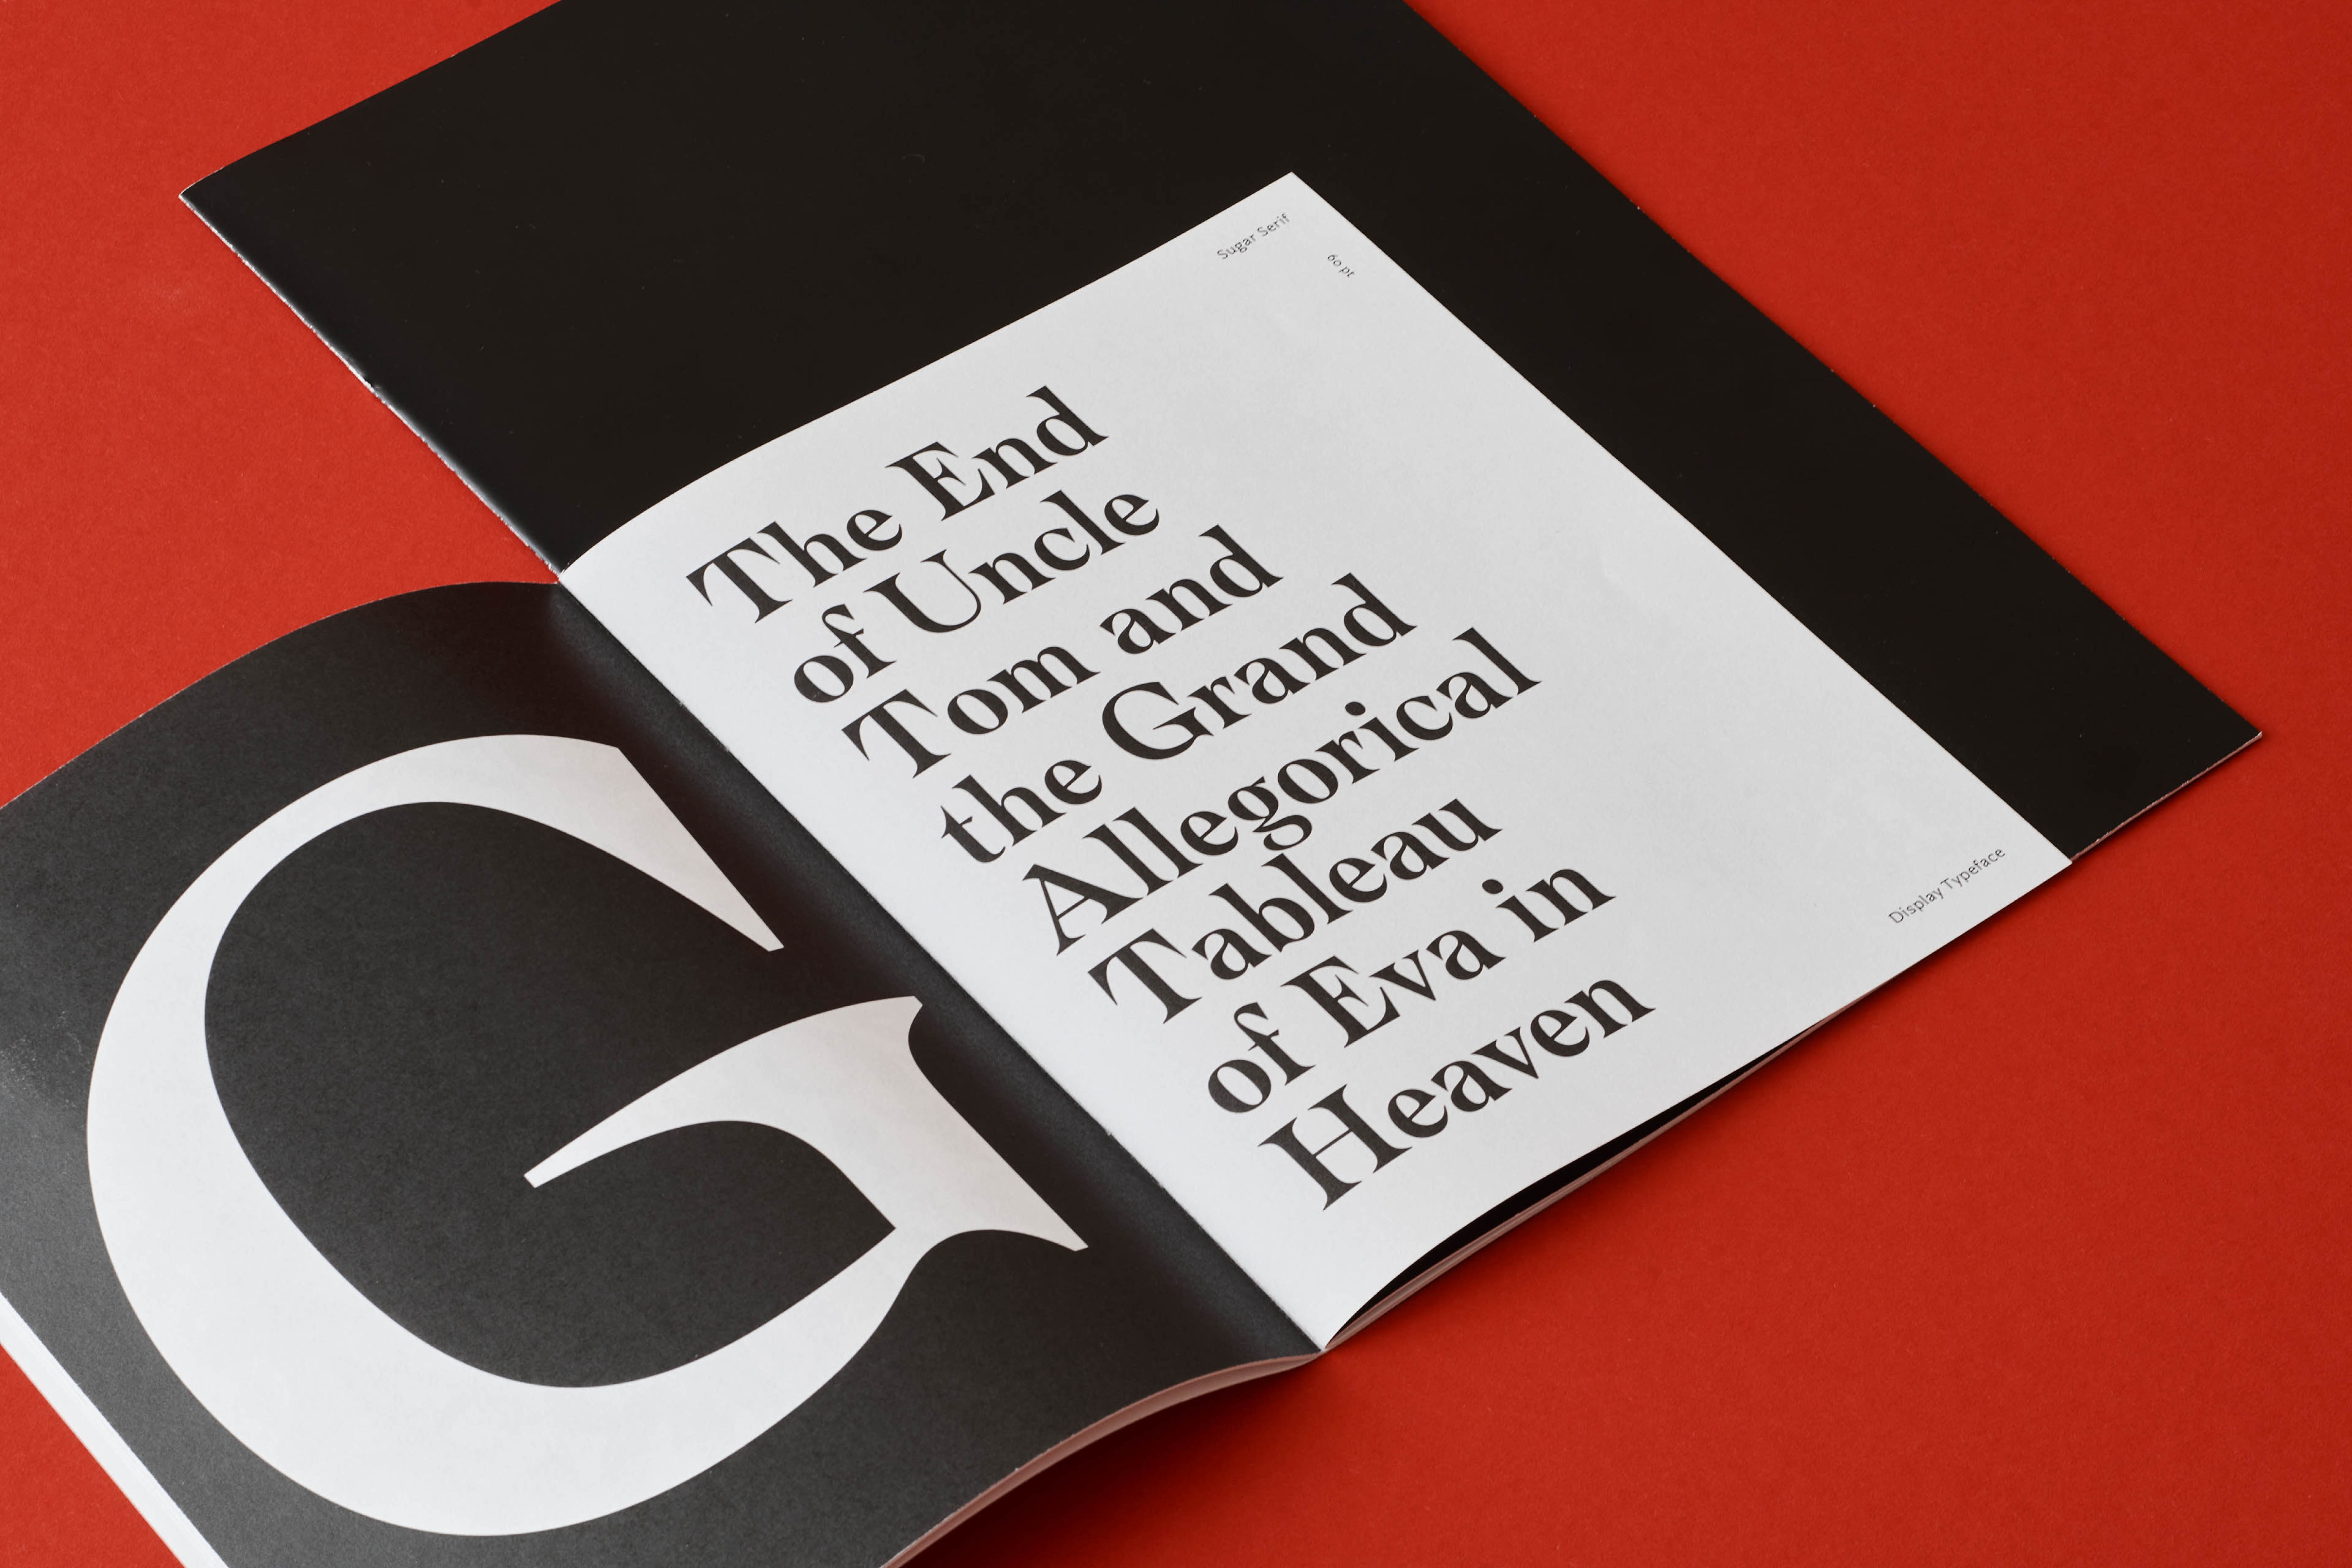 G
Sugar Serif
60 pt
The End
of Uncle
Tom and
the Grand
Allegorical
Tableau
of Eva in
Heaven
Display Typeface